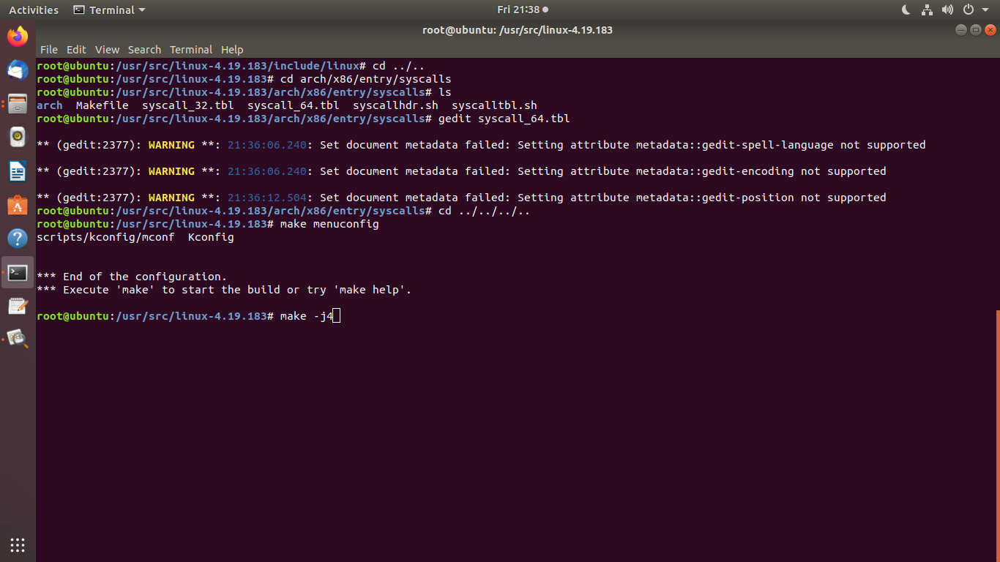 Activities Terminal Fri 21:38
root@ubuntu: /usr/src/linux-4.19.183
File Edit View Search Terminal Help
root@ubuntu:/usr/src/linux-4.19.183/include/linux# cd ../..
root@ubuntu:/usr/src/linux-4.19.183# cd arch/x86/entry/syscalls
root@ubuntu:/usr/src/linux-4.19.183/arch/x86/entry/syscalls# ls
arch  Makefile  syscall_32.tbl  syscall_64.tbl  syscallhdr.sh  syscalltbl.sh
root@ubuntu:/usr/src/linux-4.19.183/arch/x86/entry/syscalls# gedit syscall_64.tbl
** (gedit:2377): WARNING **: 21:36:06.240: Set document metadata failed: Setting attribute metadata::gedit-spell-language not supported
** (gedit:2377): WARNING **: 21:36:06.240: Set document metadata failed: Setting attribute metadata::gedit-encoding not supported
** (gedit:2377): WARNING **: 21:36:12.504: Set document metadata failed: Setting attribute metadata::gedit-position not supported
root@ubuntu:/usr/src/linux-4.19.183/arch/x86/entry/syscalls# cd ../../../..
root@ubuntu:/usr/src/linux-4.19.183# make menuconfig
scripts/kconfig/mconf  Kconfig
*** End of the configuration.
*** Execute 'make' to start the build or try 'make help'.
root@ubuntu:/usr/src/linux-4.19.183# make -j4